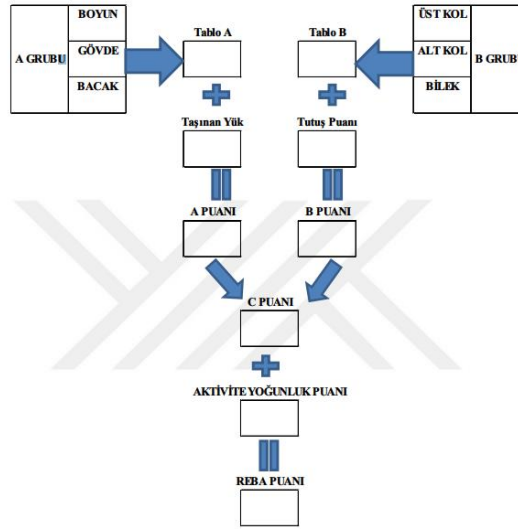 BOYUN
A GRUBU
GÖVDE
BACAK
Tablo A
Tablo B
ÜST KOL
ALT KOL
B GRUBU
BİLEK
Taşınan Yük
Tutuş Puanı
A PUANI
B PUANI
C PUANI
AKTİVİTE YOĞUNLUK PUANI
REBA PUANI